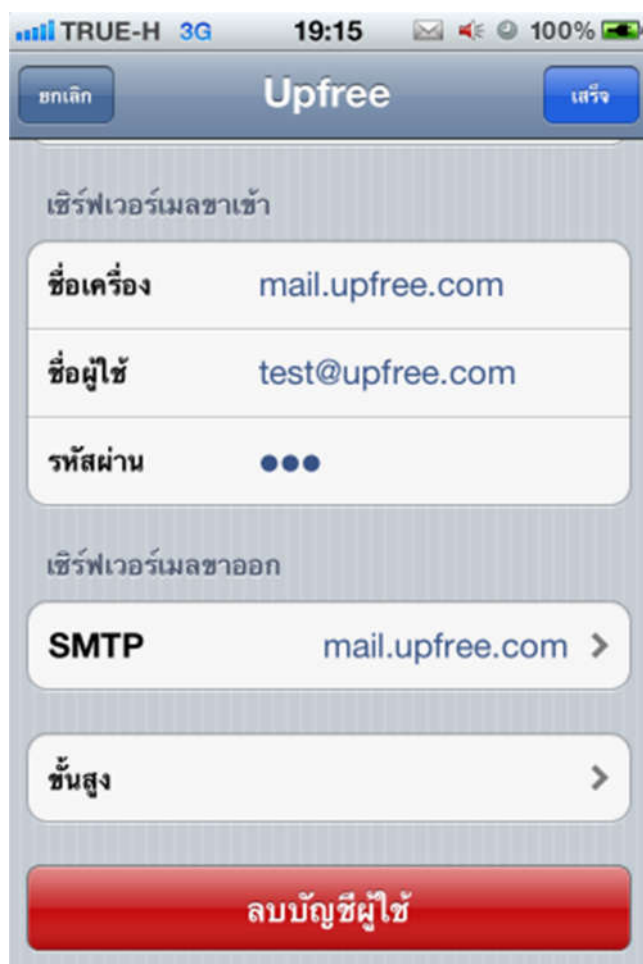 TRUE-H 3G 19:15 100%
ยกเลิก Upfree เสร็จ
เซิร์ฟเวอร์เมลขาเข้า
ชื่อเครื่อง mail.upfree.com
ชื่อผู้ใช้ test@upfree.com
รหัสผ่าน ●●●
เซิร์ฟเวอร์เมลขาออก
SMTP mail.upfree.com
ขั้นสูง
ลบบัญชีผู้ใช้